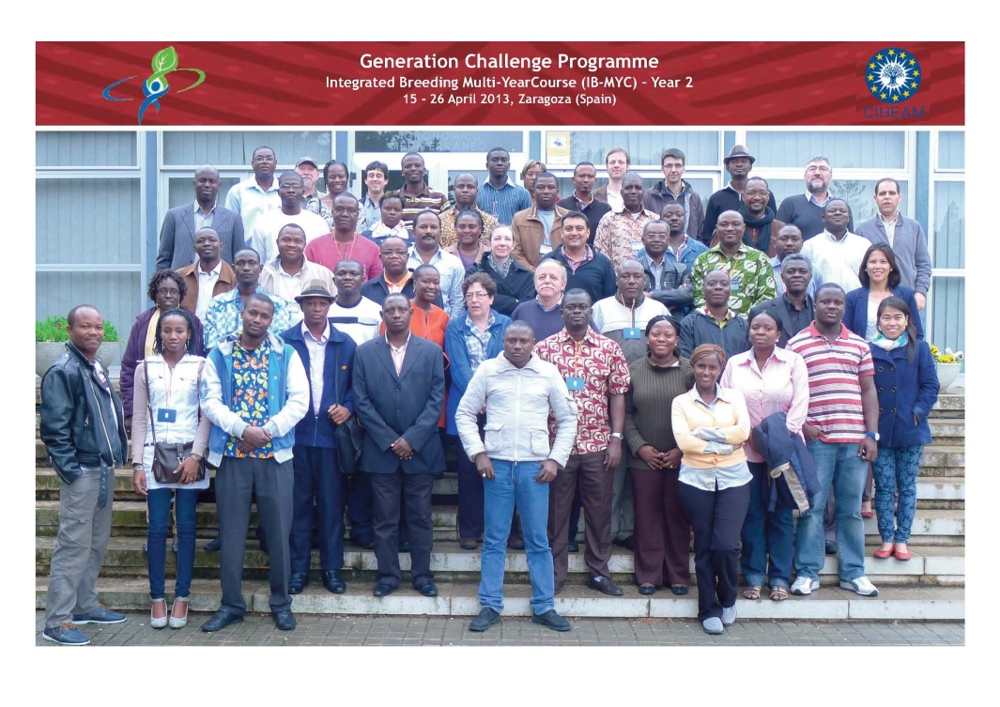 Generation Challenge Programme
Integrated Breeding Multi-YearCourse (IB-MYC) - Year 2
15 - 26 April 2013, Zaragoza (Spain)
CIHEAM